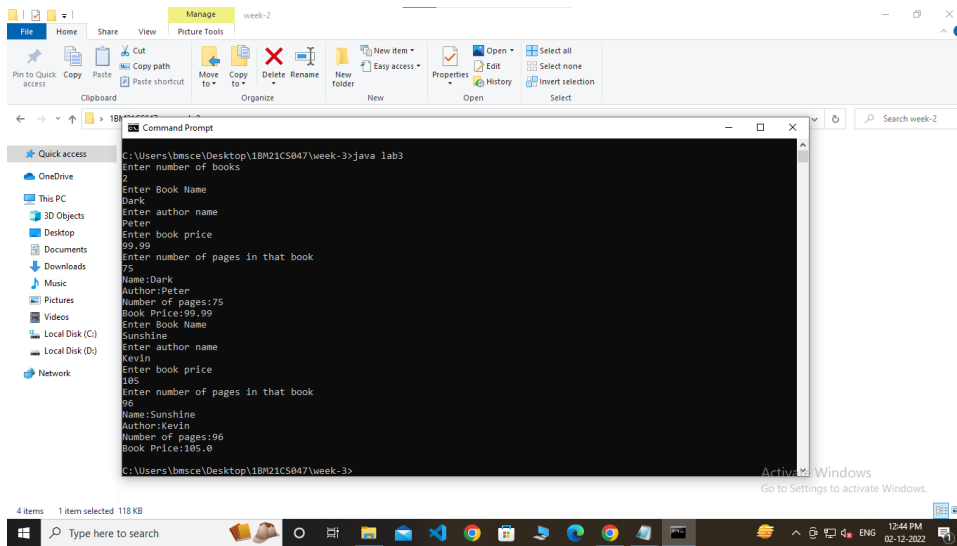 Manage
week-2
File
Home
Share
View
Picture Tools
Pin to Quick access
Copy
Paste
Cut
Copy path
Paste shortcut
Move to
Copy to
Delete
Rename
New folder
New item
Easy access
Properties
Open
Edit
History
Select all
Select none
Invert selection
Clipboard
Organize
New
Open
Select
Search week-2
Command Prompt
C:\Users\bmsce\Desktop\1BM21CS047\week-3>java lab3
Enter number of books
2
Enter Book Name
Dark
Enter author name
Peter
Enter book price
99.99
Enter number of pages in that book
75
Name:Dark
Author:Peter
Number of pages:75
Book Price:99.99
Enter Book Name
Sunshine
Enter author name
Kevin
Enter book price
105
Enter number of pages in that book
96
Name:Sunshine
Author:Kevin
Number of pages:96
Book Price:105.0
C:\Users\bmsce\Desktop\1BM21CS047\week-3>
Quick access
OneDrive
This PC
3D Objects
Desktop
Documents
Downloads
Music
Pictures
Videos
Local Disk (C:)
Local Disk (D:)
Network
Activate Windows
Go to Settings to activate Windows.
4 items 1 item selected 118 KB
Type here to search
ENG
12:44 PM
02-12-2022